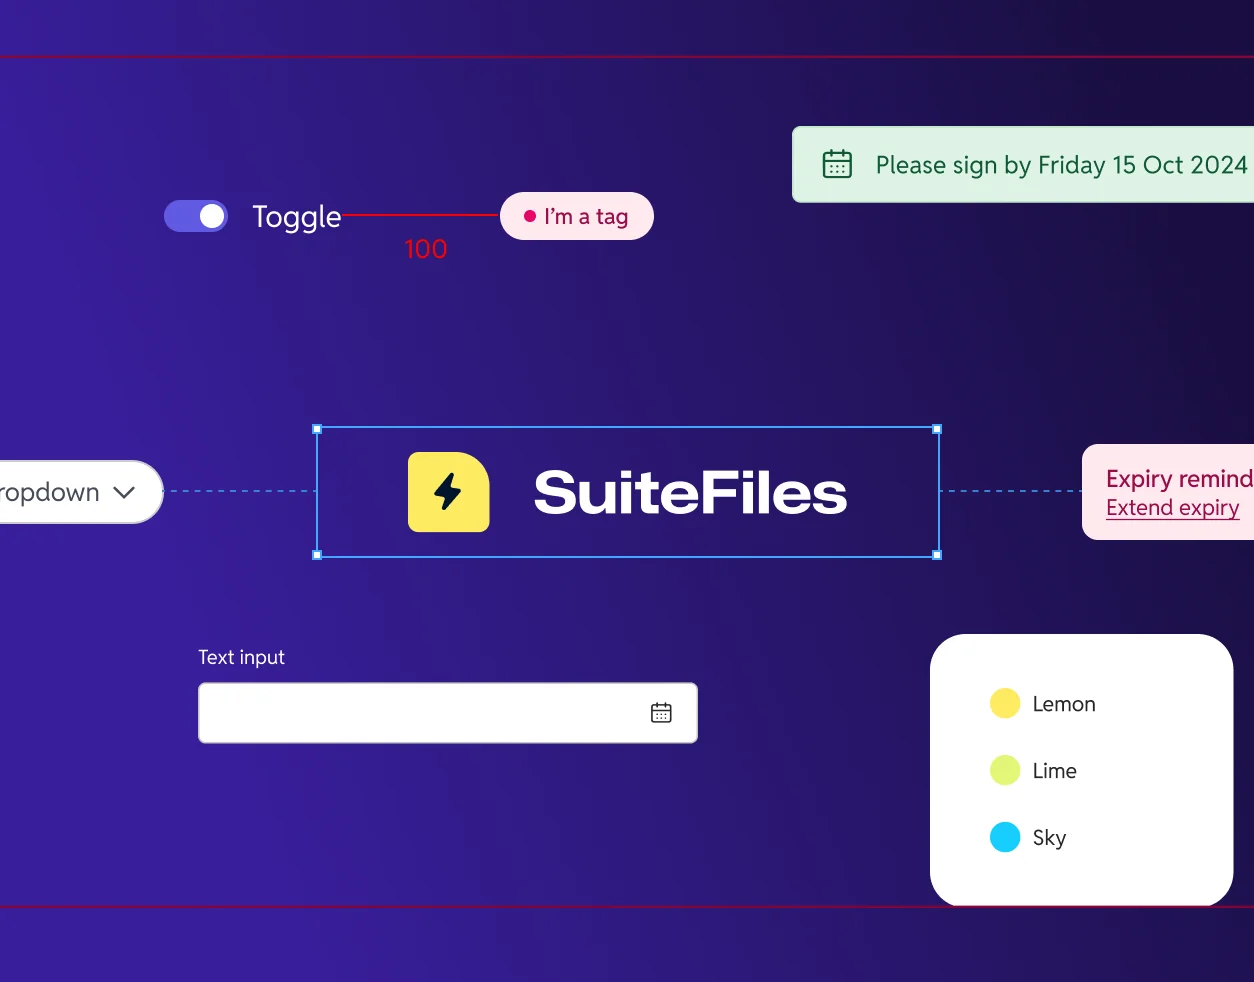 Please sign by Friday 15 Oct 2024
Toggle
I'm a tag
100
ropdown
SuiteFiles
Expiry remind
Extend expiry
Text input
Lemon
Lime
Sky